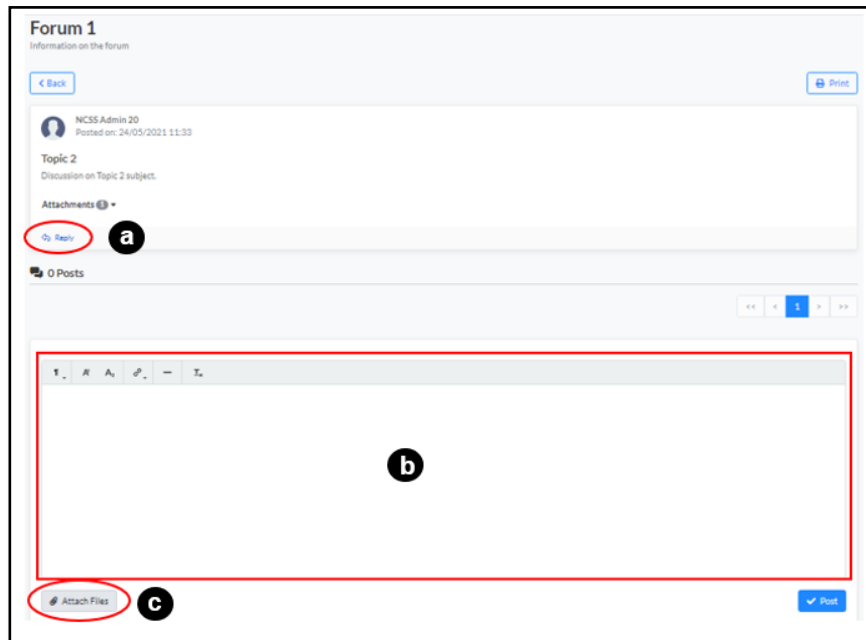 Forum 1
Information on the forum
< Back
Print
NCSS Admin 20
Posted on: 24/05/2021 11:33
Topic 2
Discussion on Topic 2 subject.
Attachments 5
Reply
a
0 Posts
<< < 1 > >>
b
Attach Files
c
Post